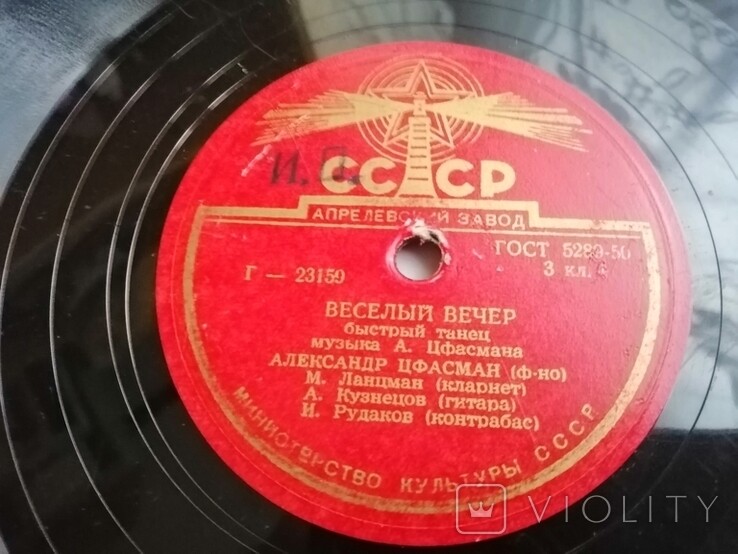 И.П.
СССР
АПРЕЛЕВСКИЙ ЗАВОД
ГОСТ 5289-50
Г — 23159
3 кл.
ВЕСЕЛЫЙ ВЕЧЕР
быстрый танец
музыка А. Цфасмана
АЛЕКСАНДР ЦФАСМАН (ф-но)
М. Ланцман (кларнет)
А. Кузнецов (гитара)
И. Рудаков (контрабас)
МИНИСТЕРСТВО КУЛЬТУРЫ СССР
VIOLITY